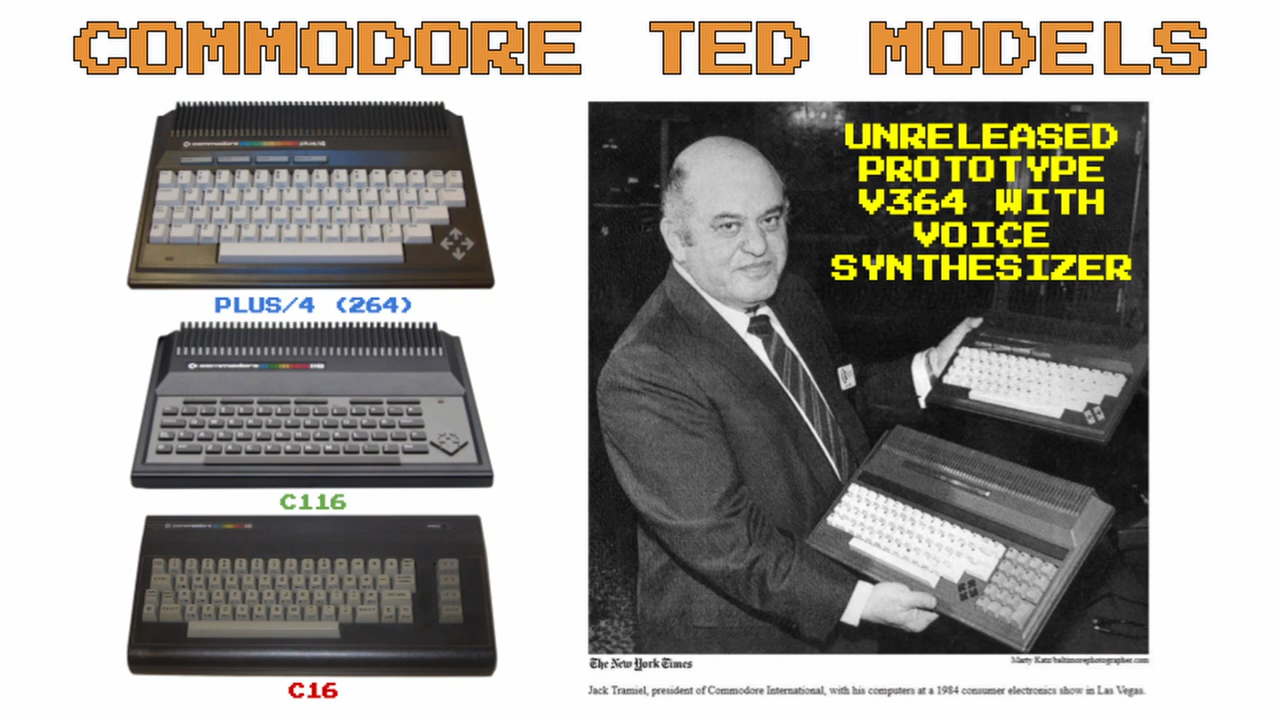 COMMODORE TED MODELS
commodore plus/4
PLUS/4 (264)
commodore
C116
commodore
C16
UNRELEASED
PROTOTYPE
V364 WITH
VOICE
SYNTHESIZER
The New York Times
Marty Katz/baltimorephotographer.com
Jack Tramiel, president of Commodore International, with his computers at a 1984 consumer electronics show in Las Vegas.